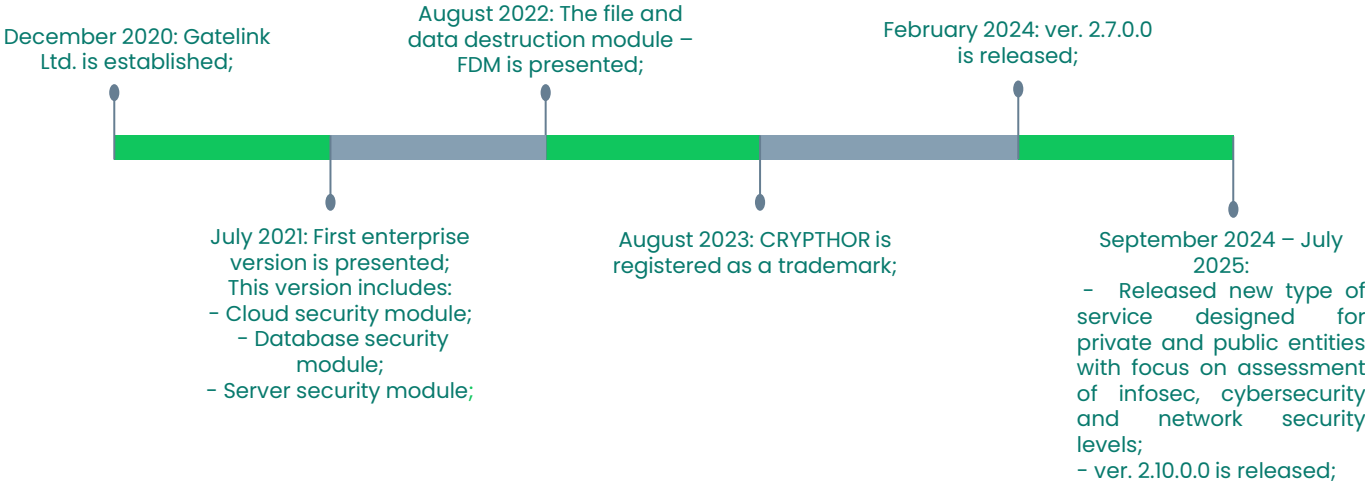 December 2020: Gatelink
Ltd. is established;
August 2022: The file and
data destruction module –
FDM is presented;
February 2024: ver. 2.7.0.0
is released;
July 2021: First enterprise
version is presented;
This version includes:
- Cloud security module;
- Database security
module;
- Server security module;
August 2023: CRYPTHOR is
registered as a trademark;
September 2024 – July
2025:
- Released new type of
service designed for
private and public entities
with focus on assessment
of infosec, cybersecurity
and network security
levels;
- ver. 2.10.0.0 is released;